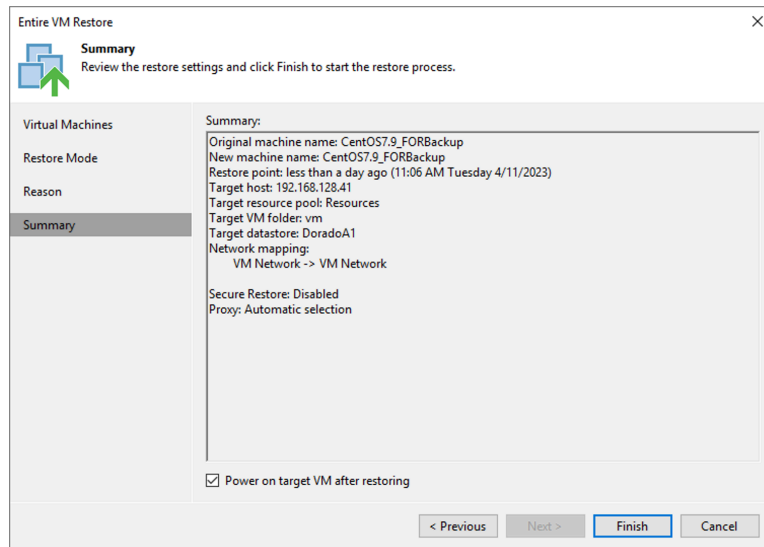 Entire VM Restore
Summary
Review the restore settings and click Finish to start the restore process.
Virtual Machines
Restore Mode
Reason
Summary
Summary:
Original machine name: CentOS7.9_FORBackup
New machine name: CentOS7.9_FORBackup
Restore point: less than a day ago (11:06 AM Tuesday 4/11/2023)
Target host: 192.168.128.41
Target resource pool: Resources
Target VM folder: vm
Target datastore: DoradoA1
Network mapping:
VM Network -> VM Network
Secure Restore: Disabled
Proxy: Automatic selection
Power on target VM after restoring
< Previous
Next >
Finish
Cancel